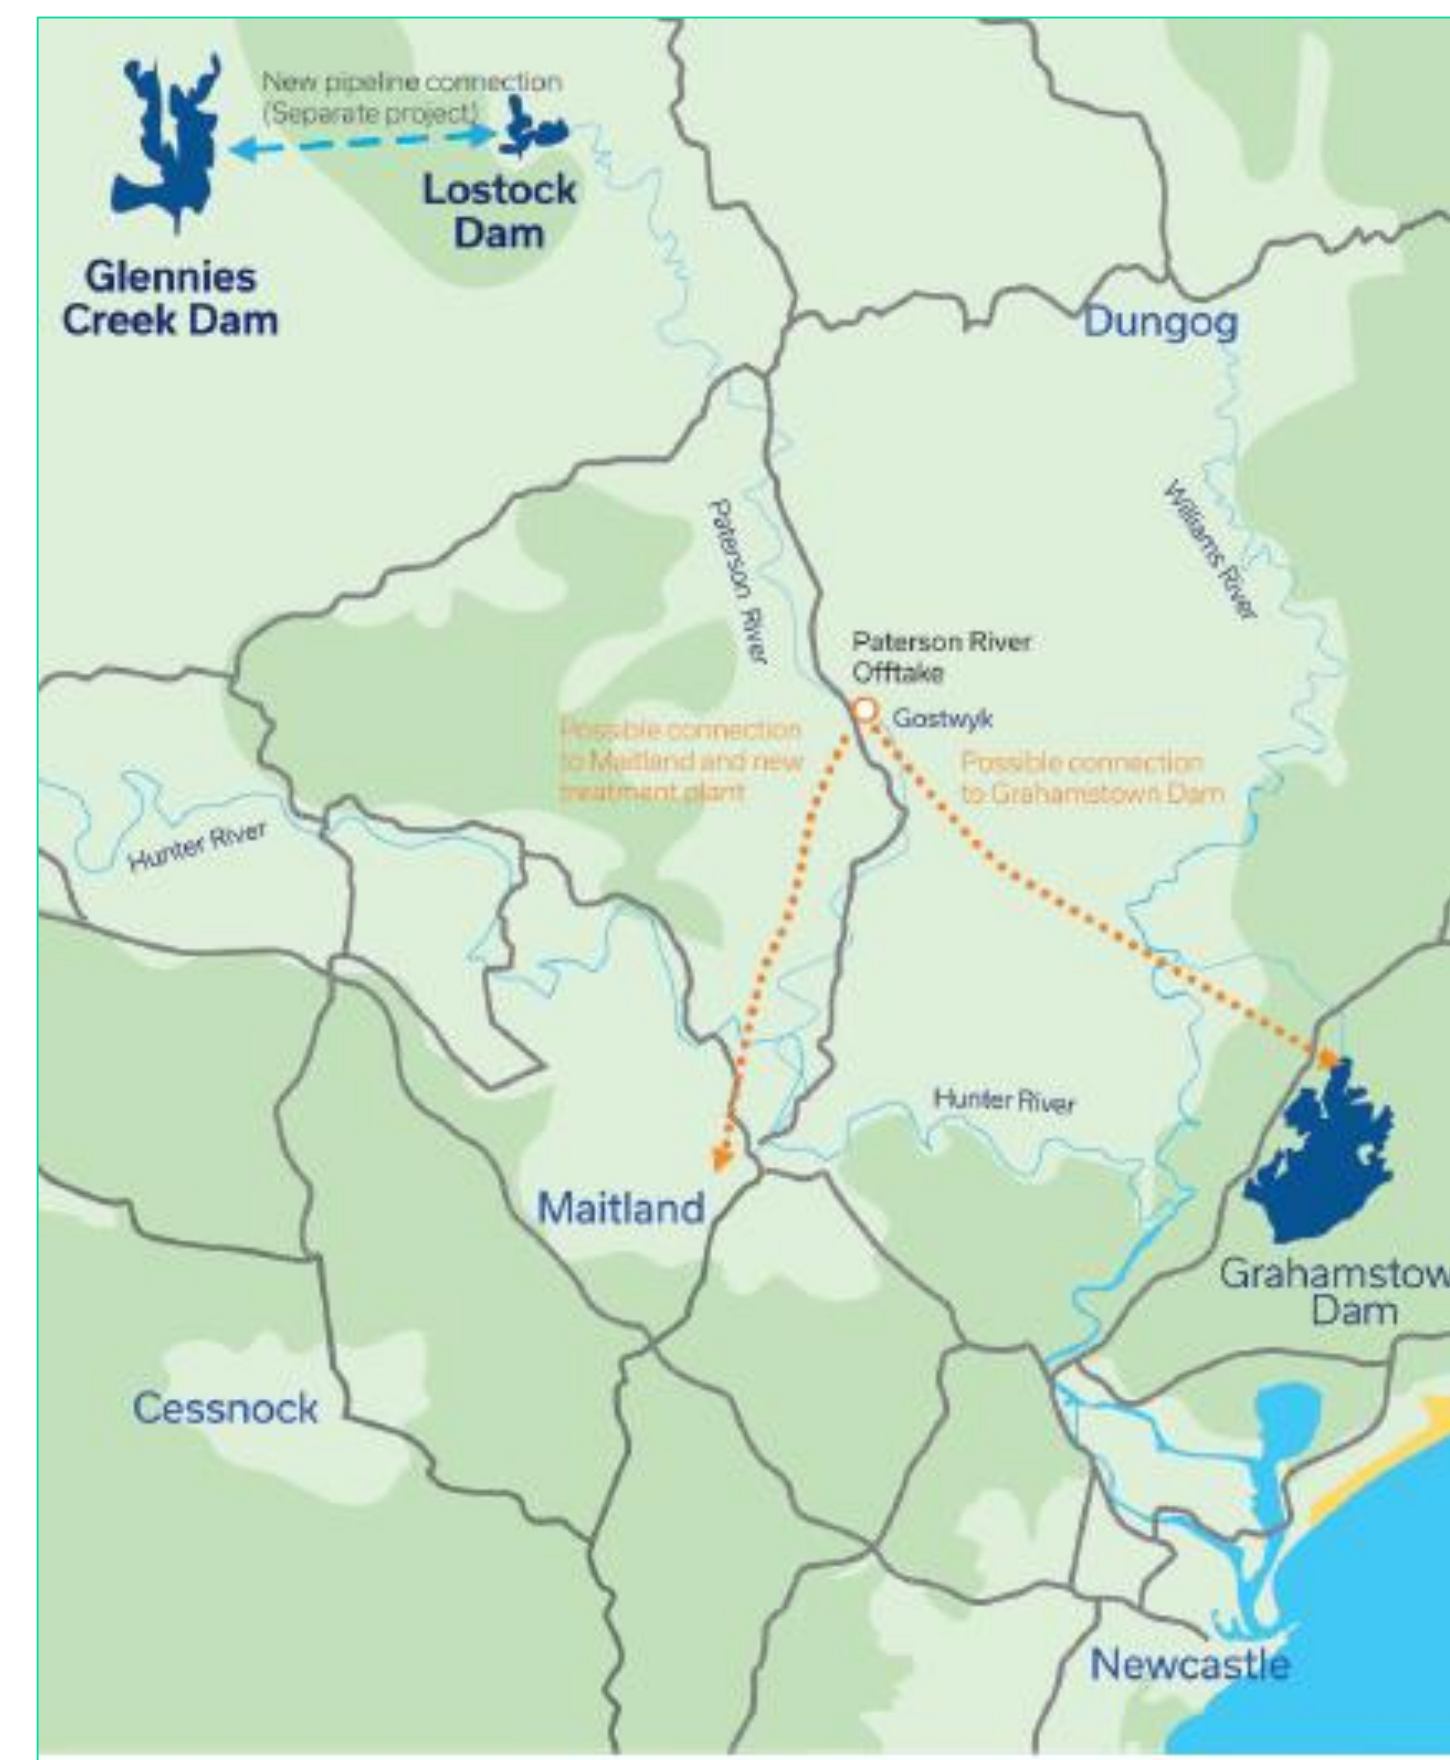 New pipeline connection
(Separate project)
Lostock
Dam
Glennies
Creek Dam
Dungog
Williams River
Paterson River
Paterson River
Offtake
Gostwyk
Possible connection
to Maitland and new
treatment plant
Possible connection
to Grahamstown Dam
Hunter River
Hunter River
Maitland
Grahamstow
Dam
Cessnock
Newcastle